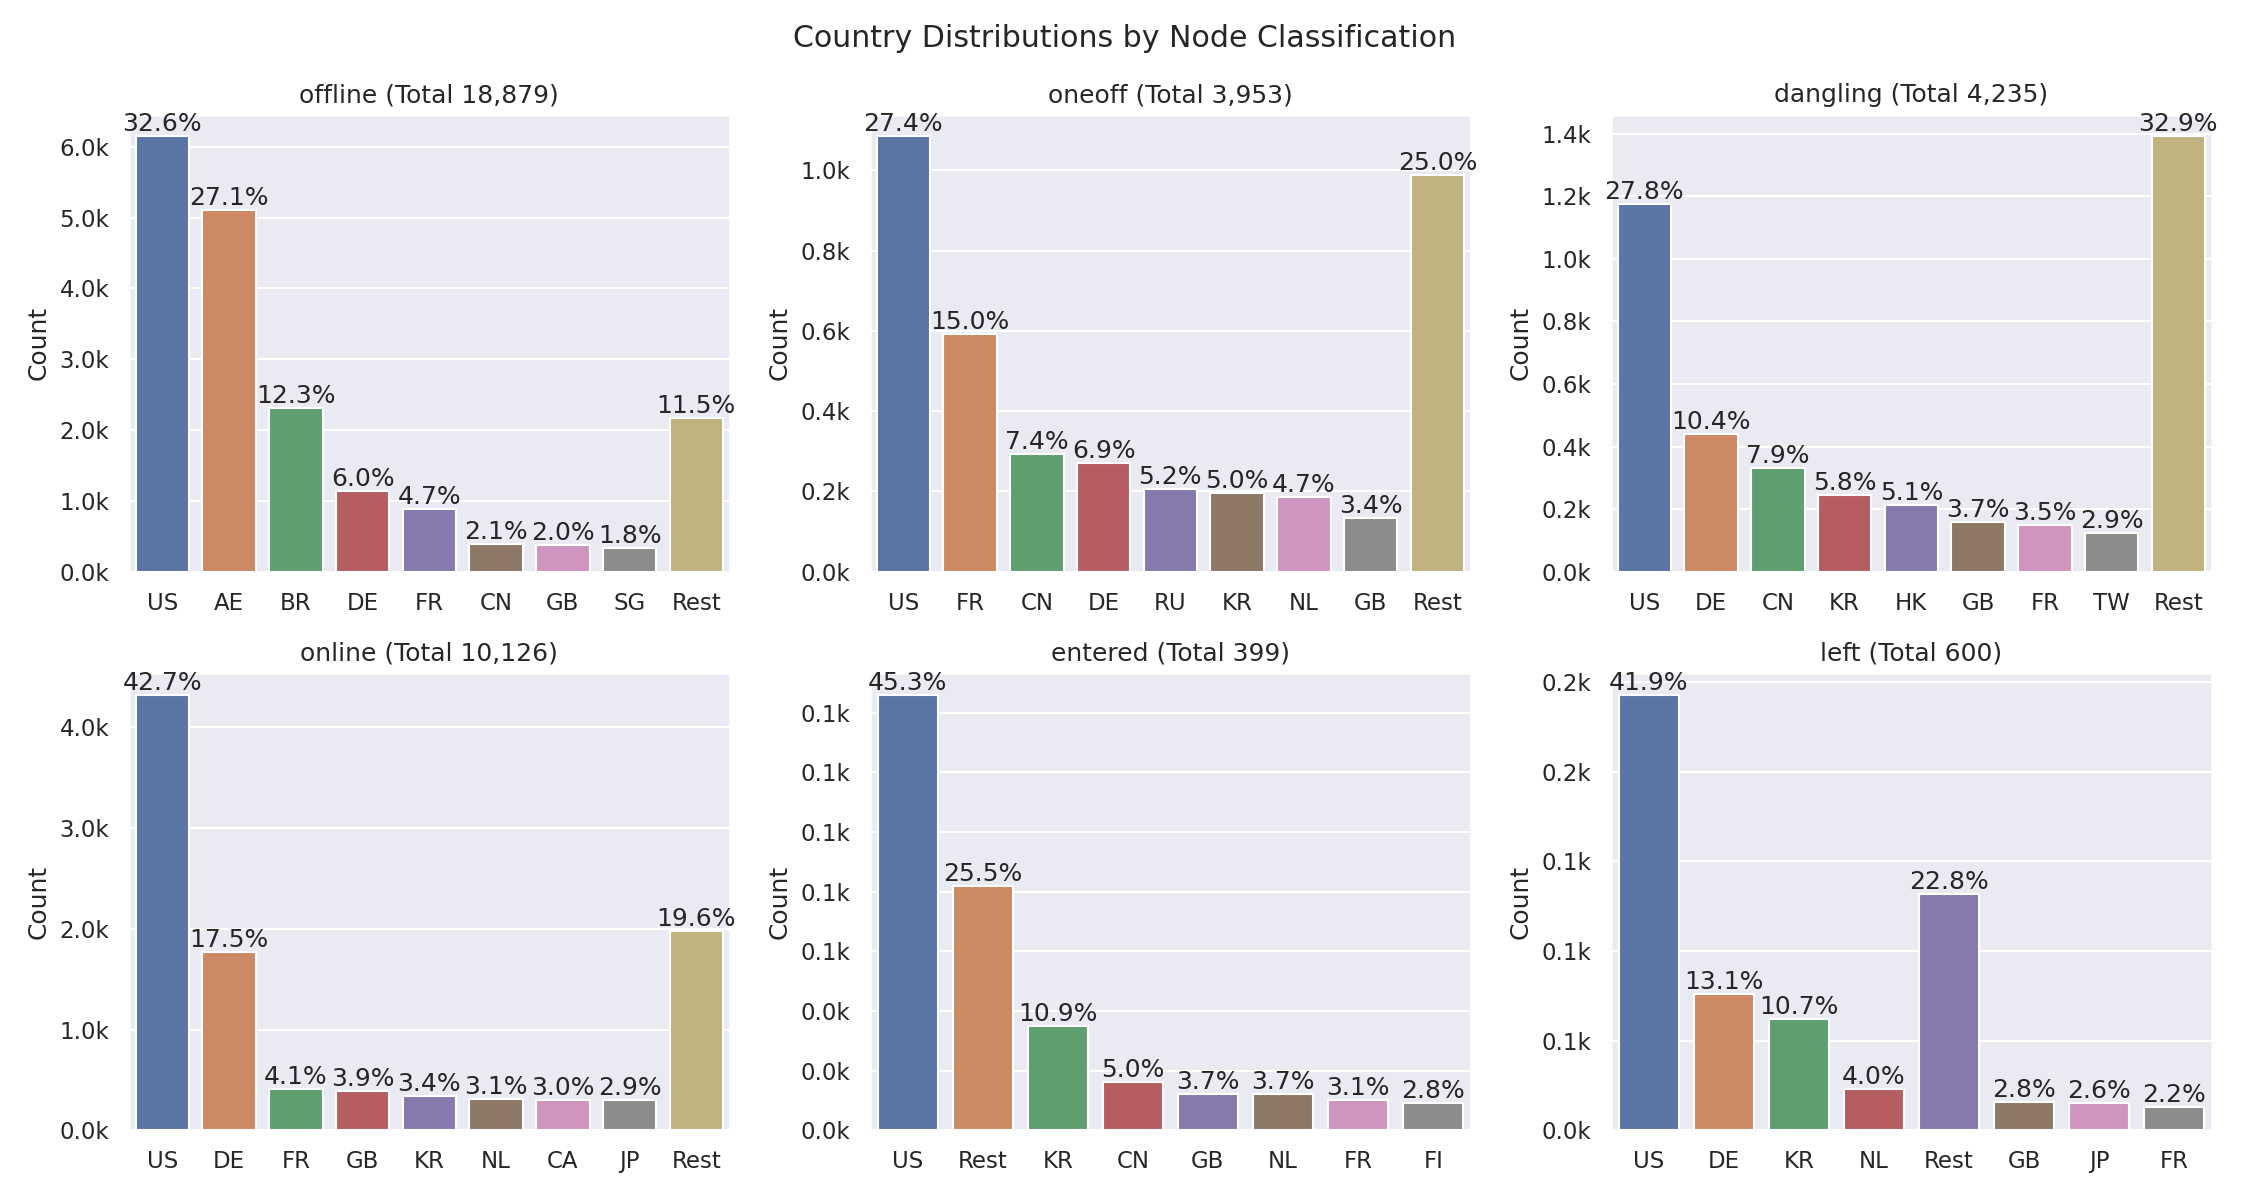 Country Distributions by Node Classification
offline (Total 18,879)
Count
6.0k
5.0k
4.0k
3.0k
2.0k
1.0k
0.0k
32.6%
27.1%
12.3%
6.0%
4.7%
2.1%
2.0%
1.8%
11.5%
US AE BR DE FR CN GB SG Rest
oneoff (Total 3,953)
Count
1.0k
0.8k
0.6k
0.4k
0.2k
0.0k
27.4%
15.0%
7.4%
6.9%
5.2%
5.0%
4.7%
3.4%
25.0%
US FR CN DE RU KR NL GB Rest
dangling (Total 4,235)
Count
1.4k
1.2k
1.0k
0.8k
0.6k
0.4k
0.2k
0.0k
27.8%
10.4%
7.9%
5.8%
5.1%
3.7%
3.5%
2.9%
32.9%
US DE CN KR HK GB FR TW Rest
online (Total 10,126)
Count
4.0k
3.0k
2.0k
1.0k
0.0k
42.7%
17.5%
4.1%
3.9%
3.4%
3.1%
3.0%
2.9%
19.6%
US DE FR GB KR NL CA JP Rest
entered (Total 399)
Count
0.1k
0.1k
0.1k
0.1k
0.1k
0.0k
0.0k
0.0k
45.3%
25.5%
10.9%
5.0%
3.7%
3.7%
3.1%
2.8%
US Rest KR CN GB NL FR FI
left (Total 600)
Count
0.2k
0.2k
0.1k
0.1k
0.1k
0.0k
41.9%
13.1%
10.7%
4.0%
22.8%
2.8%
2.6%
2.2%
US DE KR NL Rest GB JP FR